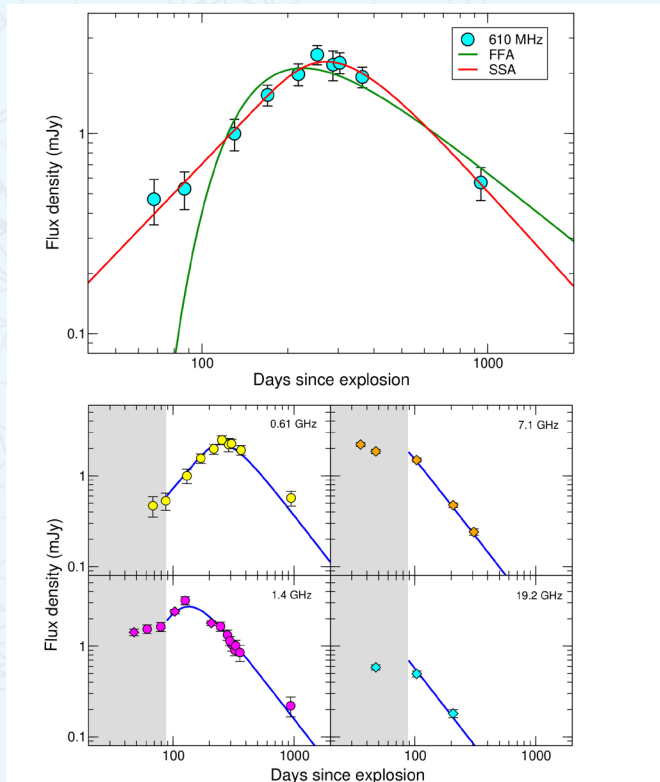 610 MHz
FFA
SSA
Flux density (mJy)
1
0.1
100
1000
Days since explosion
0.61 GHz
7.1 GHz
1
0.1
1.4 GHz
19.2 GHz
Flux density (mJy)
1
0.1
100
1000
100
1000
Days since explosion